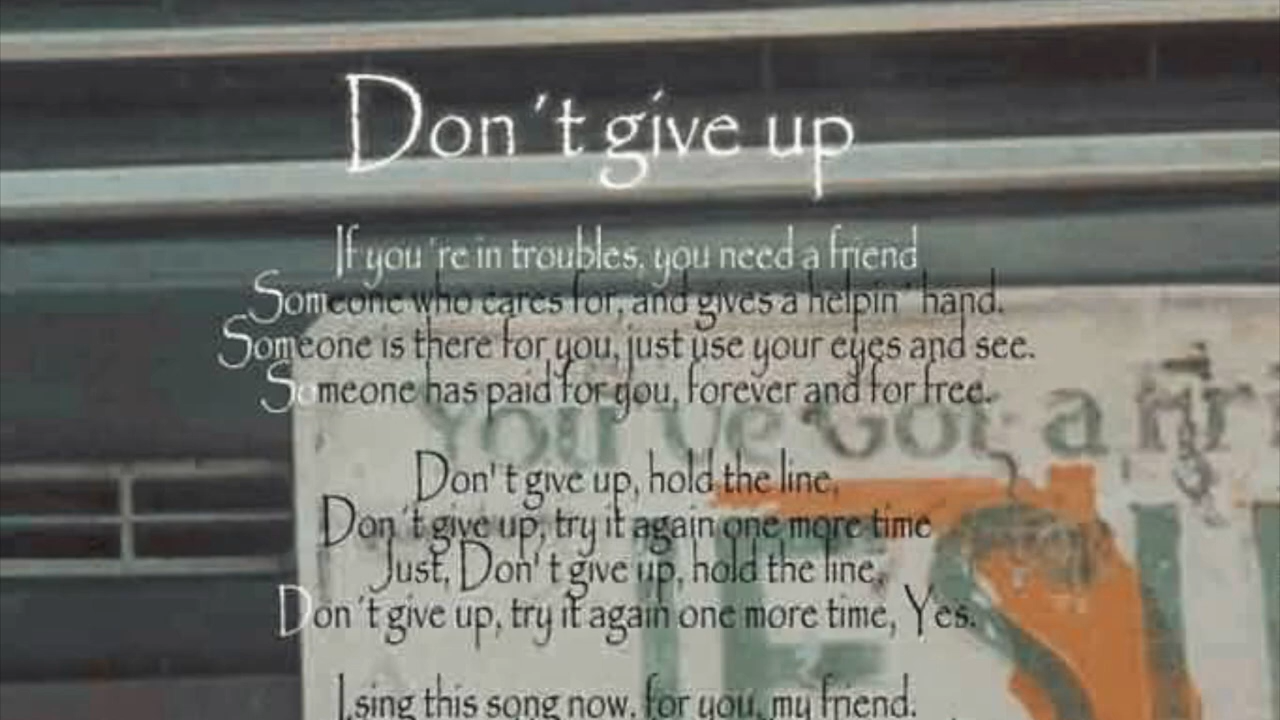 Don´t give up
If you´re in troubles, you need a friend
Someone who cares for, and gives a helpin´ hand.
Someone is there for you, just use your eyes and see.
Someone has paid for you, forever and for free.
You've Got a Fri
Don't give up, hold the line,
Don´t give up, try it again one more time
Just, Don't give up, hold the line,
Don´t give up, try it again one more time, Yes.
I sing this song now, for you, my friend.